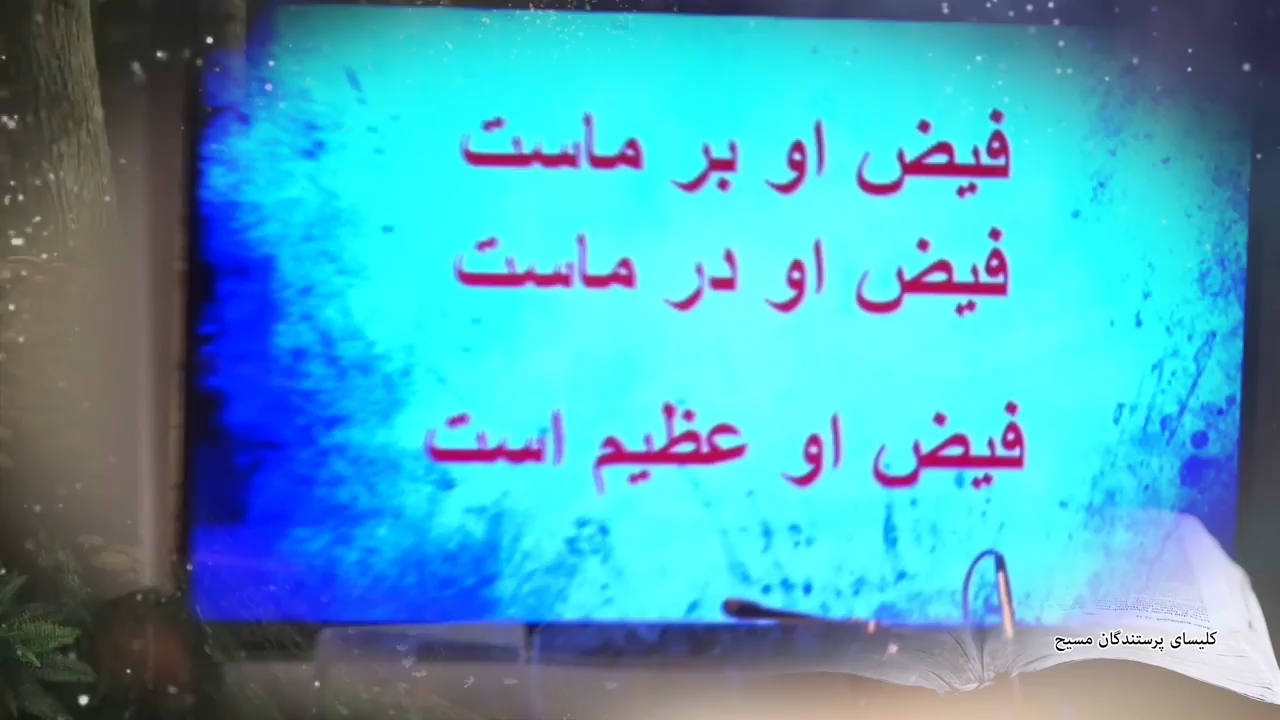 فیض او بر ماست
فیض او در ماست
فیض او عظیم است
کلیسای پرستندگان مسیح